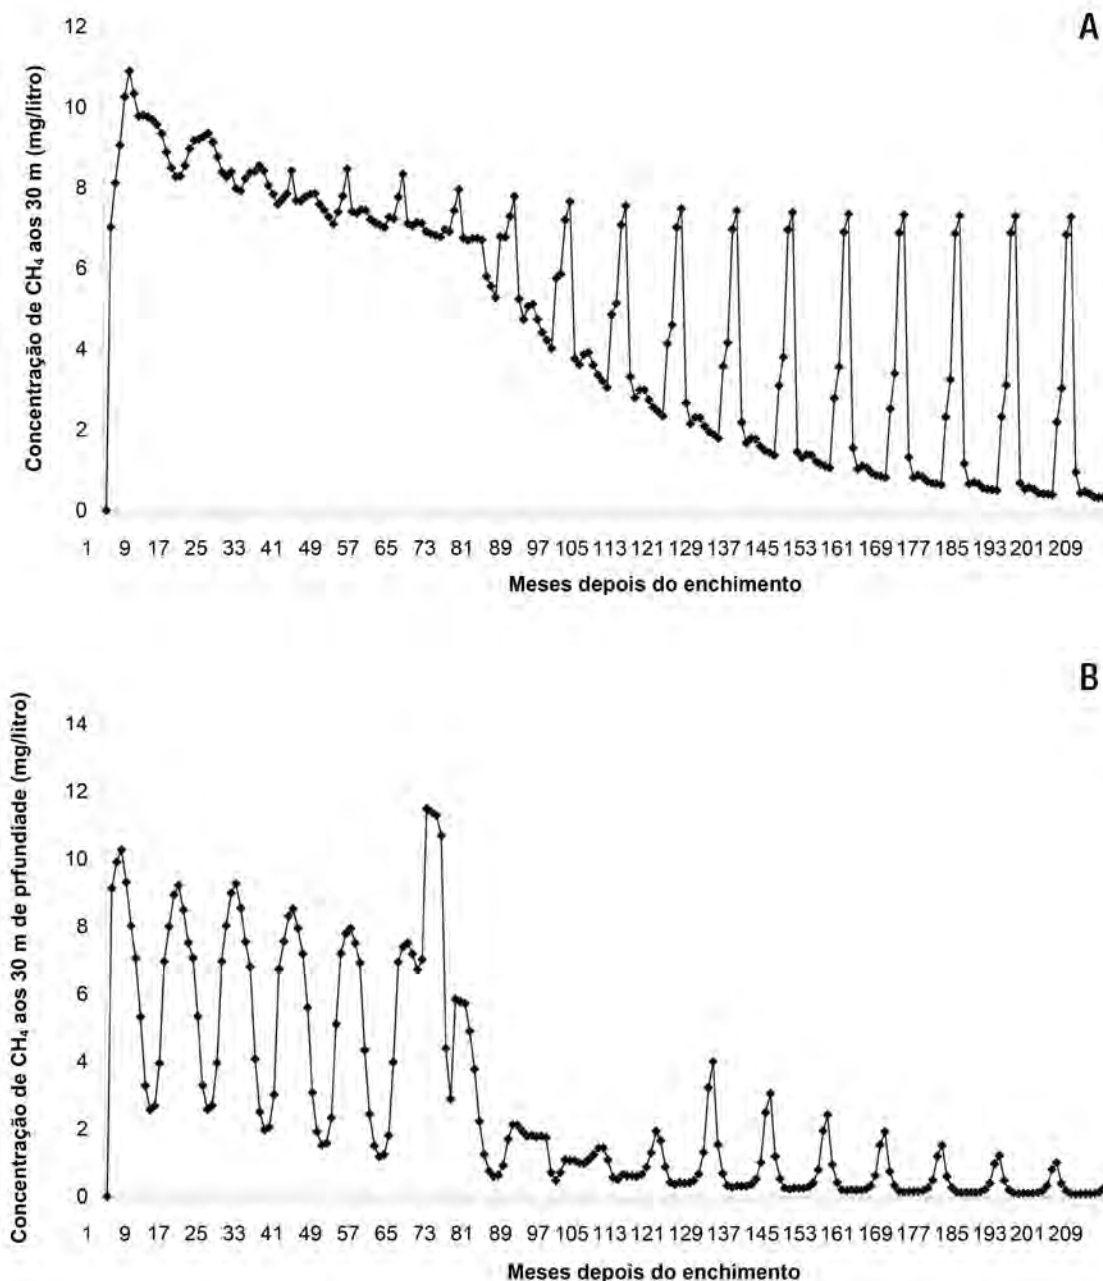 A
Concentração de CH₄ aos 30 m (mg/litro)
12
10
8
6
4
2
0
1 9 17 25 33 41 49 57 65 73 81 89 97 105 113 121 129 137 145 153 161 169 177 185 193 201 209
Meses depois do enchimento
B
Concentração de CH₄ aos 30 m de prfundiade (mg/litro)
14
12
10
8
6
4
2
0
1 9 17 25 33 41 49 57 65 73 81 89 97 105 113 121 129 137 145 153 161 169 177 185 193 201 209
Meses depois do enchimento